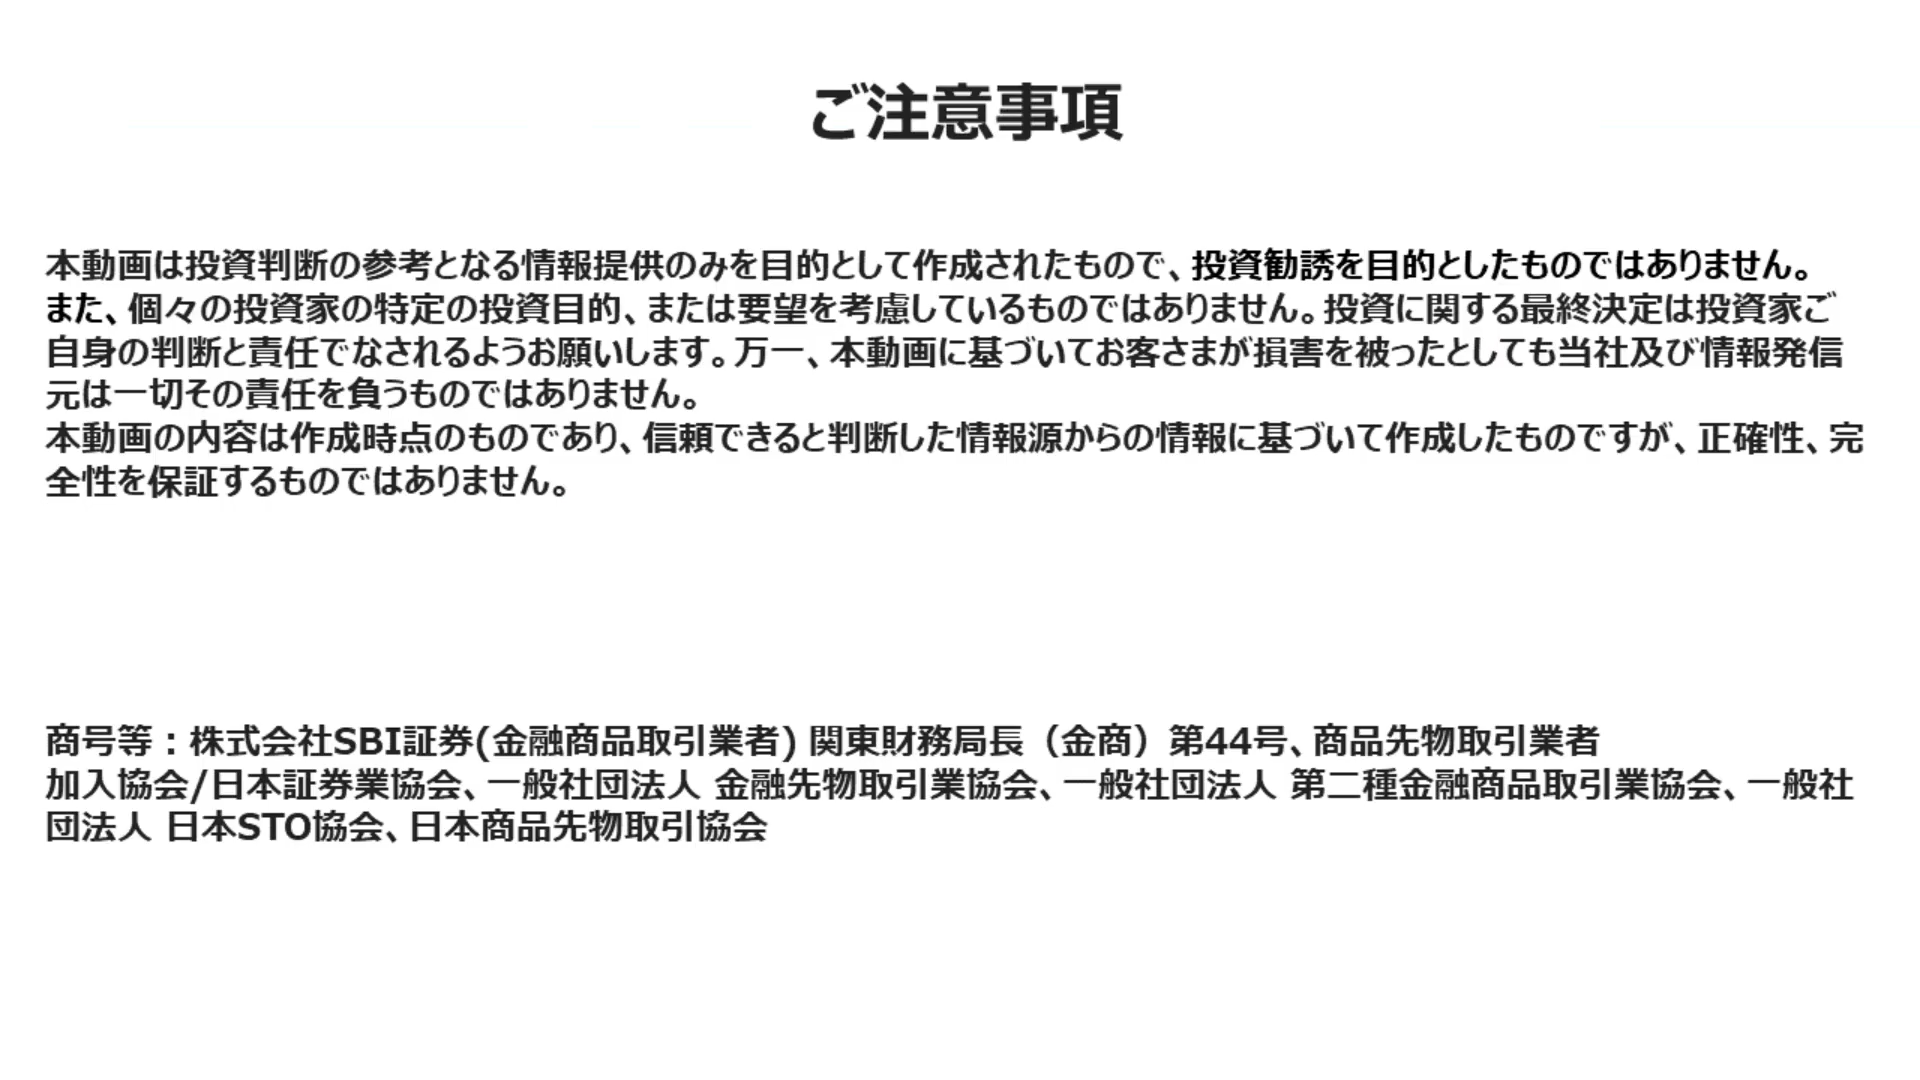 ご注意事項
本動画は投資判断の参考となる情報提供のみを目的として作成されたもので、投資勧誘を目的としたものではありません。
また、個々の投資家の特定の投資目的、または要望を考慮しているものではありません。投資に関する最終決定は投資家ご
自身の判断と責任でなされるようお願いします。万一、本動画に基づいてお客さまが損害を被ったとしても当社及び情報発信
元は一切その責任を負うものではありません。
本動画の内容は作成時点のものであり、信頼できると判断した情報源からの情報に基づいて作成したものですが、正確性、完
全性を保証するものではありません。
商号等：株式会社SBI証券(金融商品取引業者) 関東財務局長（金商）第44号、商品先物取引業者
加入協会/日本証券業協会、一般社団法人 金融先物取引業協会、一般社団法人 第二種金融商品取引業協会、一般社
団法人 日本STO協会、日本商品先物取引協会